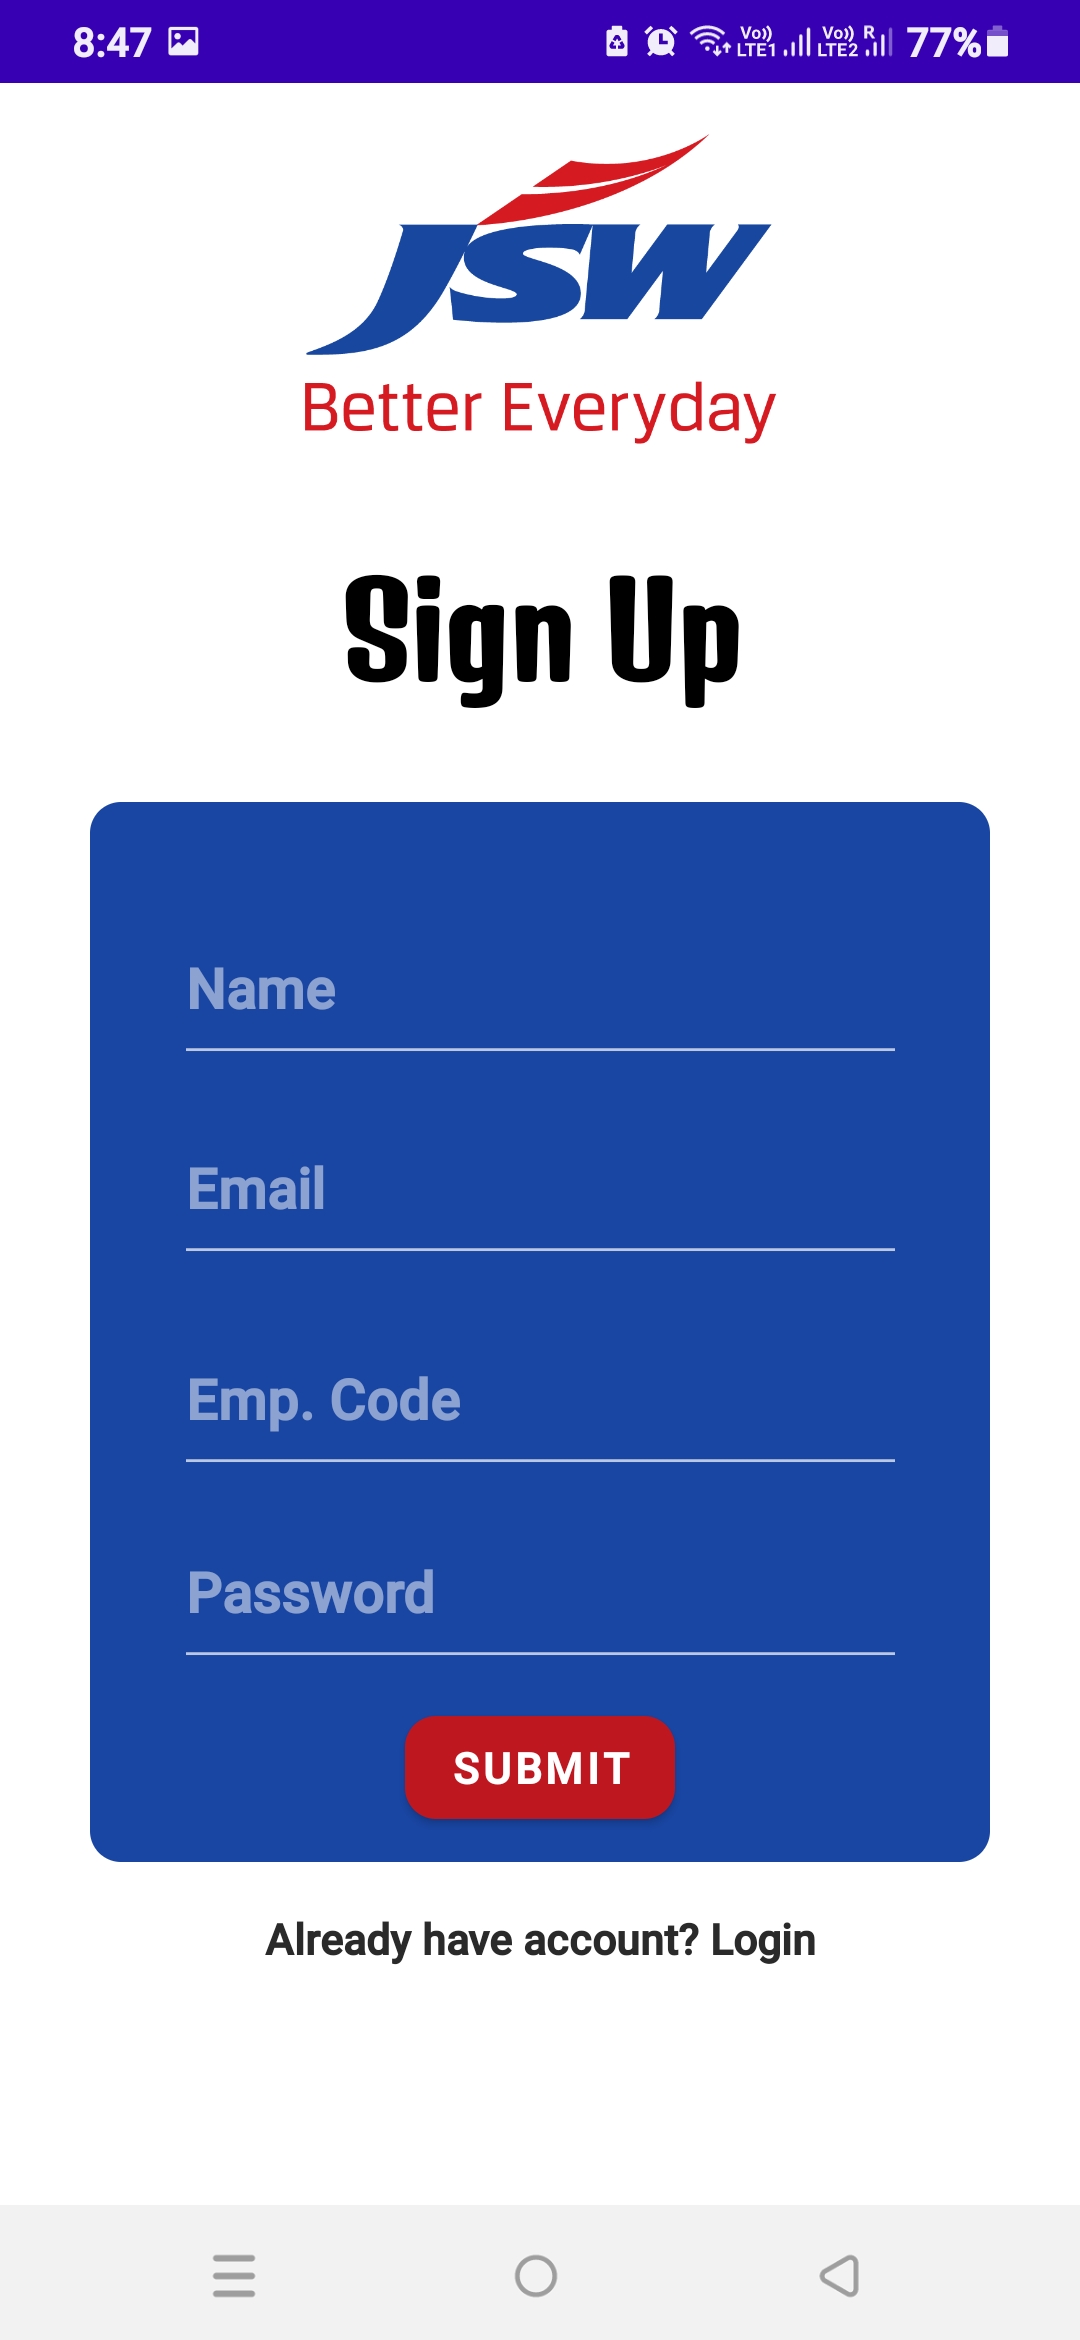 8:47 Vo)) LTE1 Vo)) LTE2 R 77%
JSW
Better Everyday
Sign Up
Name
Email
Emp. Code
Password
SUBMIT
Already have account? Login